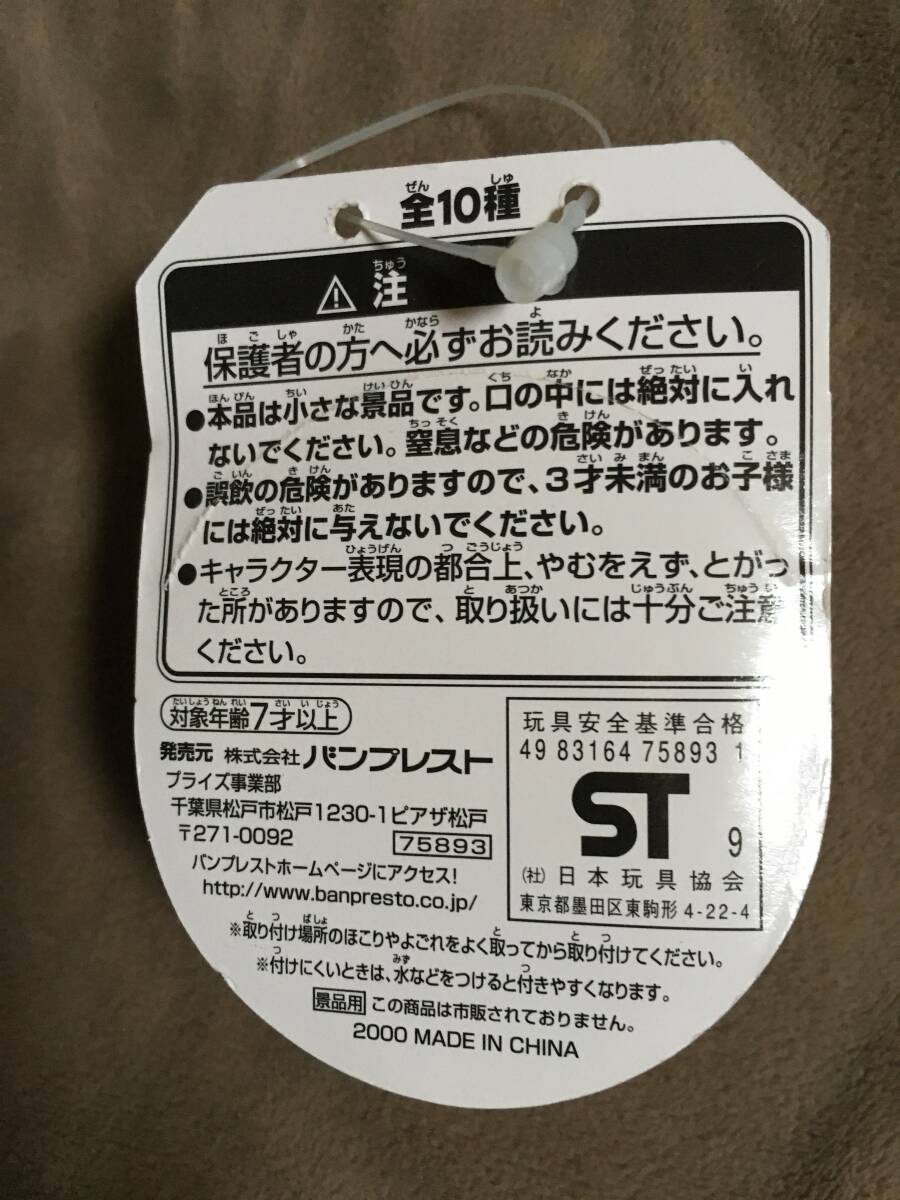 全10種
⚠ 注
保護者の方へ必ずお読みください。
●本品は小さな景品です。口の中には絶対に入れ
ないでください。窒息などの危険があります。
●誤飲の危険がありますので、3才未満のお子様
には絶対に与えないでください。
●キャラクター表現の都合上、やむをえず、とがっ
た所がありますので、取り扱いには十分ご注意
ください。
対象年齢7才以上
発売元 株式会社バンプレスト
プライズ事業部
千葉県松戸市松戸1230-1ピアザ松戸
〒271-0092
75893
バンプレストホームページにアクセス!
http://www.banpresto.co.jp/
玩具安全基準合格
49 83164 75893 1
ST 9
(社) 日本玩具協会
東京都墨田区東駒形 4-22-4
※取り付け場所のほこりやよごれをよく取ってから取り付けてください。
※付けにくいときは、水などをつけると付きやすくなります。
景品用 この商品は市販されておりません。
2000 MADE IN CHINA